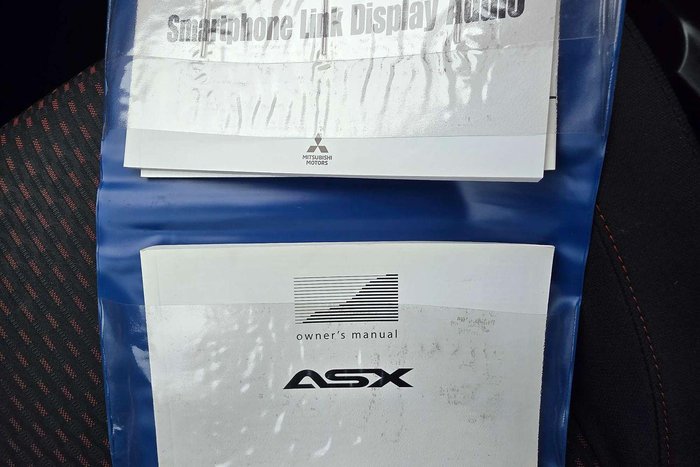 Smartphone Link Display Audio
MITSUBISHI
MOTORS
owner's manual
ASX